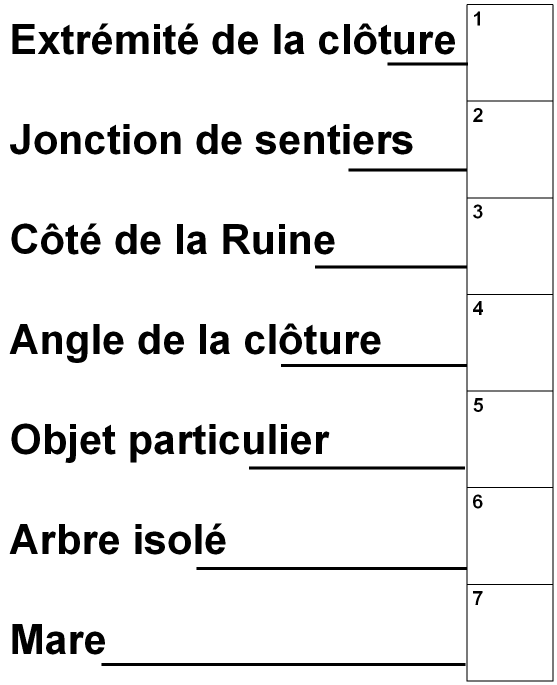 Extrémité de la clôture 1
Jonction de sentiers 2
Côté de la Ruine 3
Angle de la clôture 4
Objet particulier 5
Arbre isolé 6
Mare 7